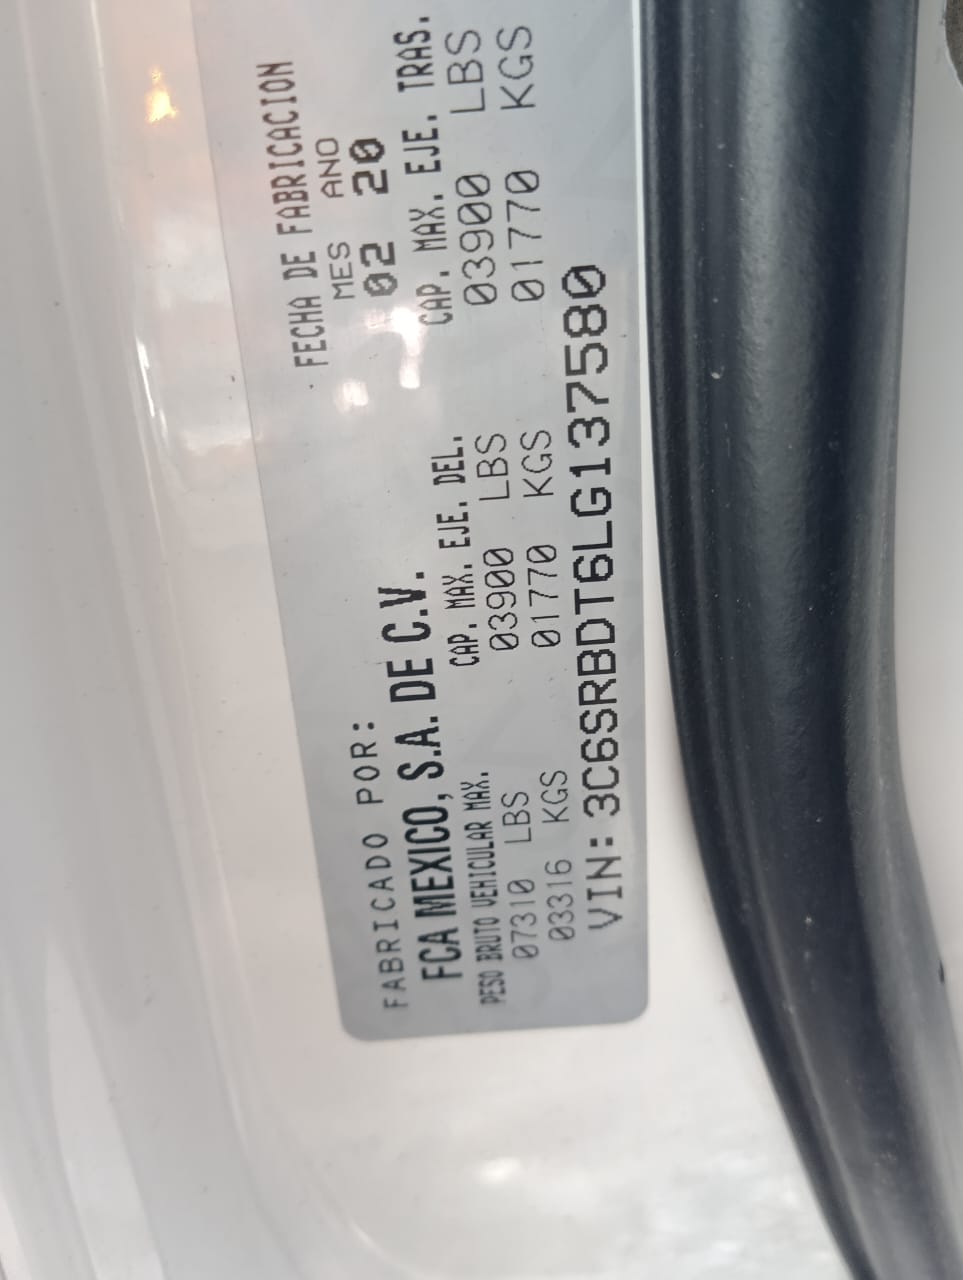 FECHA DE FABRICACION
MES ANO
02 20
FABRICADO POR:
FCA MEXICO, S.A. DE C.V.
PESO BRUTO VEHICULAR MAX. CAP. MAX. EJE. DEL. CAP. MAX. EJE. TRAS.
07310 LBS 03900 LBS 03900 LBS
03316 KGS 01770 KGS 01770 KGS
VIN: 3C6SRBDT6LG137580